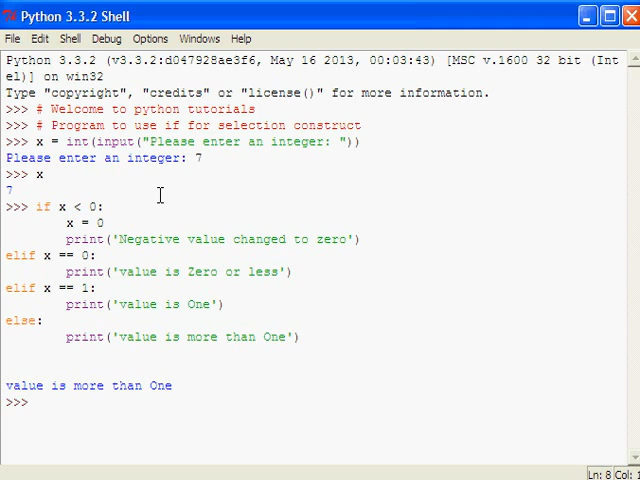 Python 3.3.2 Shell
File Edit Shell Debug Options Windows Help
Python 3.3.2 (v3.3.2:d047928ae3f6, May 16 2013, 00:03:43) [MSC v.1600 32 bit (Int
el)] on win32
Type "copyright", "credits" or "license()" for more information.
>>> # Welcome to python tutorials
>>> # Program to use if for selection construct
>>> x = int(input("Please enter an integer: "))
Please enter an integer: 7
>>> x
7
>>> if x < 0:
        x = 0
        print('Negative value changed to zero')
elif x == 0:
        print('value is Zero or less')
elif x == 1:
        print('value is One')
else:
        print('value is more than One')
value is more than One
>>>
Ln: 8 Col: 1